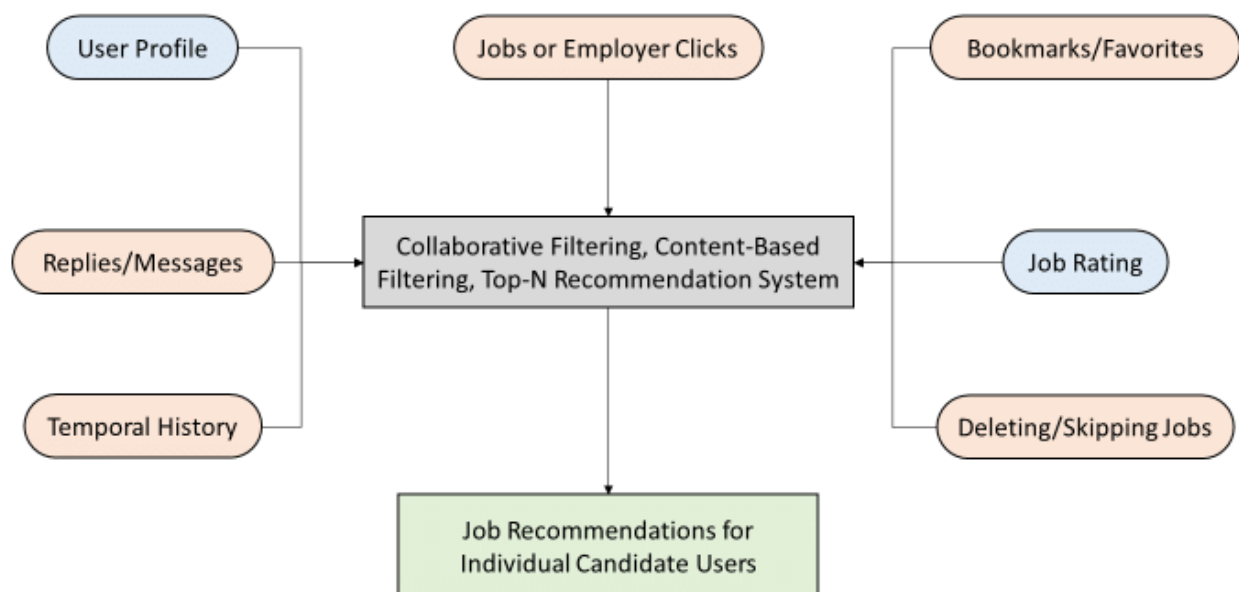 User Profile
Jobs or Employer Clicks
Bookmarks/Favorites
Replies/Messages
Collaborative Filtering, Content-Based
Filtering, Top-N Recommendation System
Job Rating
Temporal History
Deleting/Skipping Jobs
Job Recommendations for
Individual Candidate Users